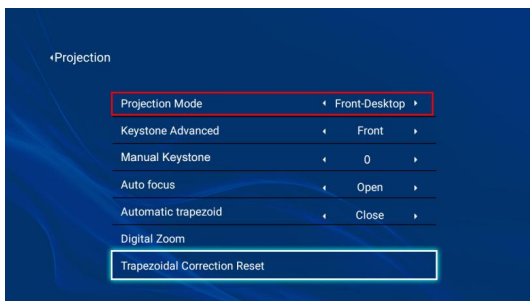 Projection
Projection Mode Front-Desktop
Keystone Advanced Front
Manual Keystone 0
Auto focus Open
Automatic trapezoid Close
Digital Zoom
Trapezoidal Correction Reset